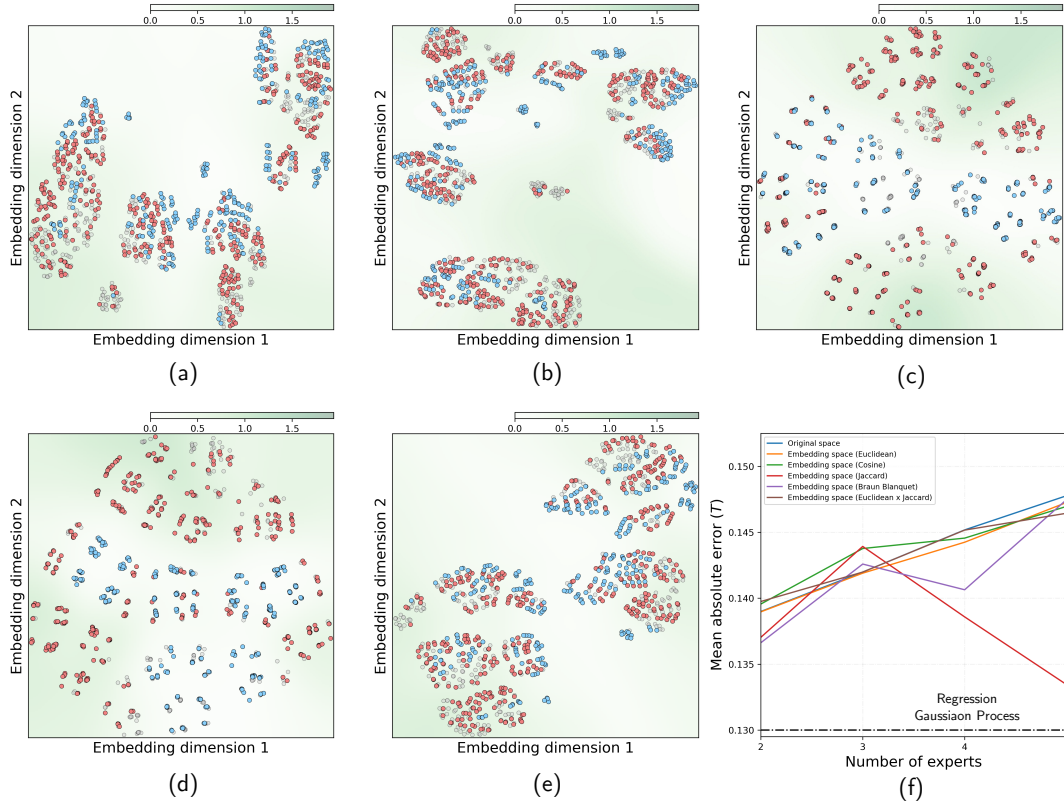 0.0 0.5 1.0 1.5
Embedding dimension 2
Embedding dimension 1
(a)
0.0 0.5 1.0 1.5
Embedding dimension 2
Embedding dimension 1
(b)
0.0 0.5 1.0 1.5
Embedding dimension 2
Embedding dimension 1
(c)
0.0 0.5 1.0 1.5
Embedding dimension 2
Embedding dimension 1
(d)
0.0 0.5 1.0 1.5
Embedding dimension 2
Embedding dimension 1
(e)
Original space
Embedding space (Euclidean)
Embedding space (Cosine)
Embedding space (Jaccard)
Embedding space (Braun Blanquet)
Embedding space (Euclidean x Jaccard)
Mean absolute error (T)
0.150
0.145
0.140
0.135
0.130
Regression
Gaussiaon Process
2 3 4
Number of experts
(f)